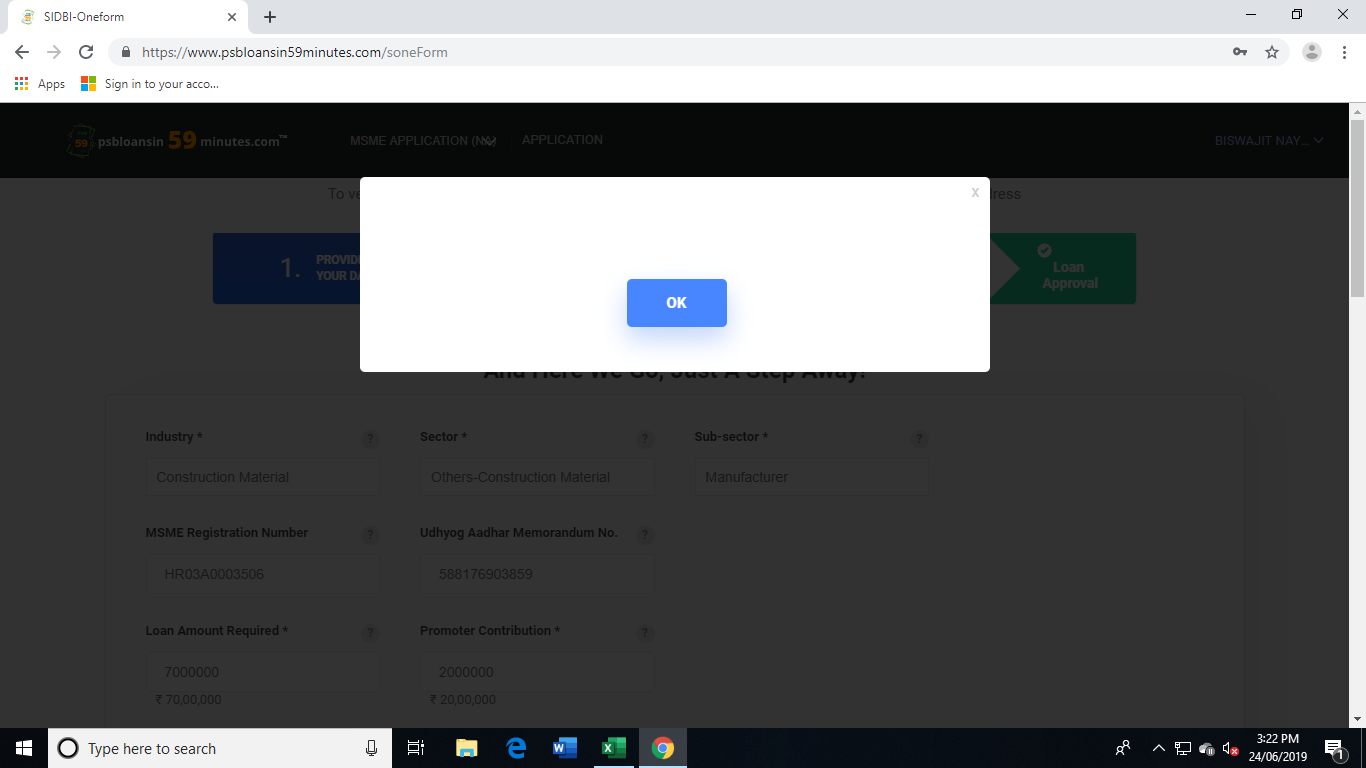 SIDBI-Oneform
https://www.psbloansin59minutes.com/soneForm
Apps Sign in to your acco...
59 psbloansin 59 minutes.com™ MSME APPLICATION APPLICATION BISWAJIT NAY...
To
X
1. PROVID
YOUR DA
Loan
Approval
OK
And Here We Go, Just A Step Away!
Industry * ? Sector * ? Sub-sector * ?
Construction Material Others-Construction Material Manufacturer
MSME Registration Number ? Udhyog Aadhar Memorandum No. ?
HR03A0003506 588176903859
Loan Amount Required * ? Promoter Contribution * ?
7000000 2000000
₹ 70,00,000 ₹ 20,00,000
Type here to search
3:22 PM
24/06/2019
1